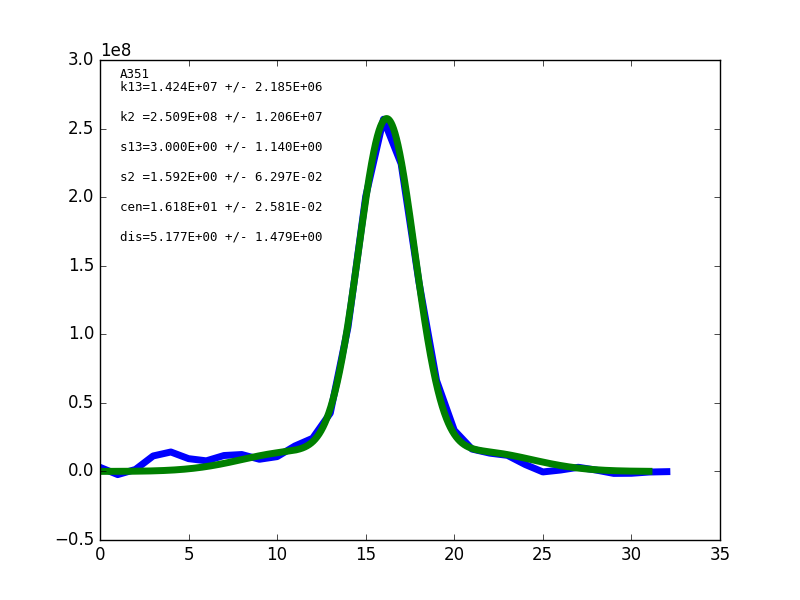 1e8
3.0
2.5
2.0
1.5
1.0
0.5
0.0
−0.5
A351
k13=1.424E+07 +/- 2.185E+06
k2 =2.509E+08 +/- 1.206E+07
s13=3.000E+00 +/- 1.140E+00
s2 =1.592E+00 +/- 6.297E-02
cen=1.618E+01 +/- 2.581E-02
dis=5.177E+00 +/- 1.479E+00
0 5 10 15 20 25 30 35